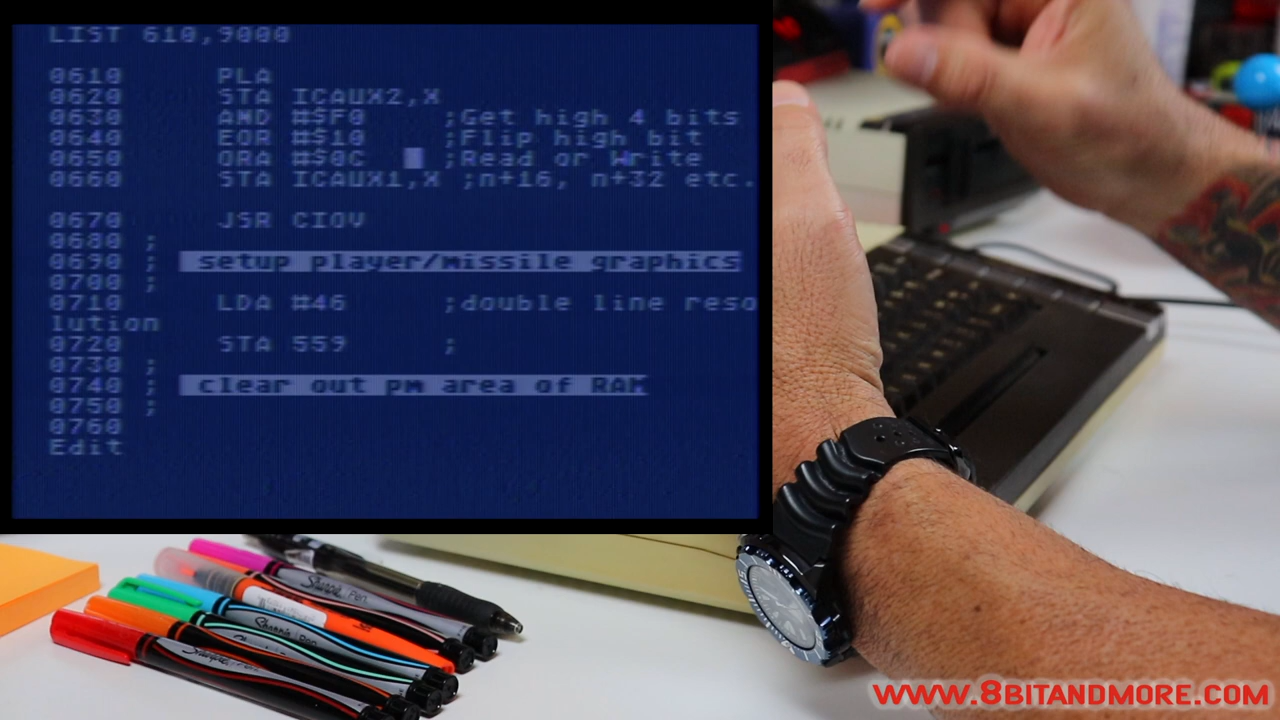 LIST 610,9000
0610 PLA
0620 STA ICAUX2,X
0630 AND #$F0 ;Get high 4 bits
0640 EOR #$10 ;Flip high bit
0650 ORA #$0C ;Read or Write
0660 STA ICAUX1,X ;n+16, n+32 etc.
0670 JSR CIOV
0680 ;
0690 ; setup player/missile graphics
0700 ;
0710 LDA #46 ;double line reso
lution
0720 STA 559 ;
0730 ;
0740 ; clear out pm area of RAM
0750 ;
0760
Edit
WWW.8BITANDMORE.COM